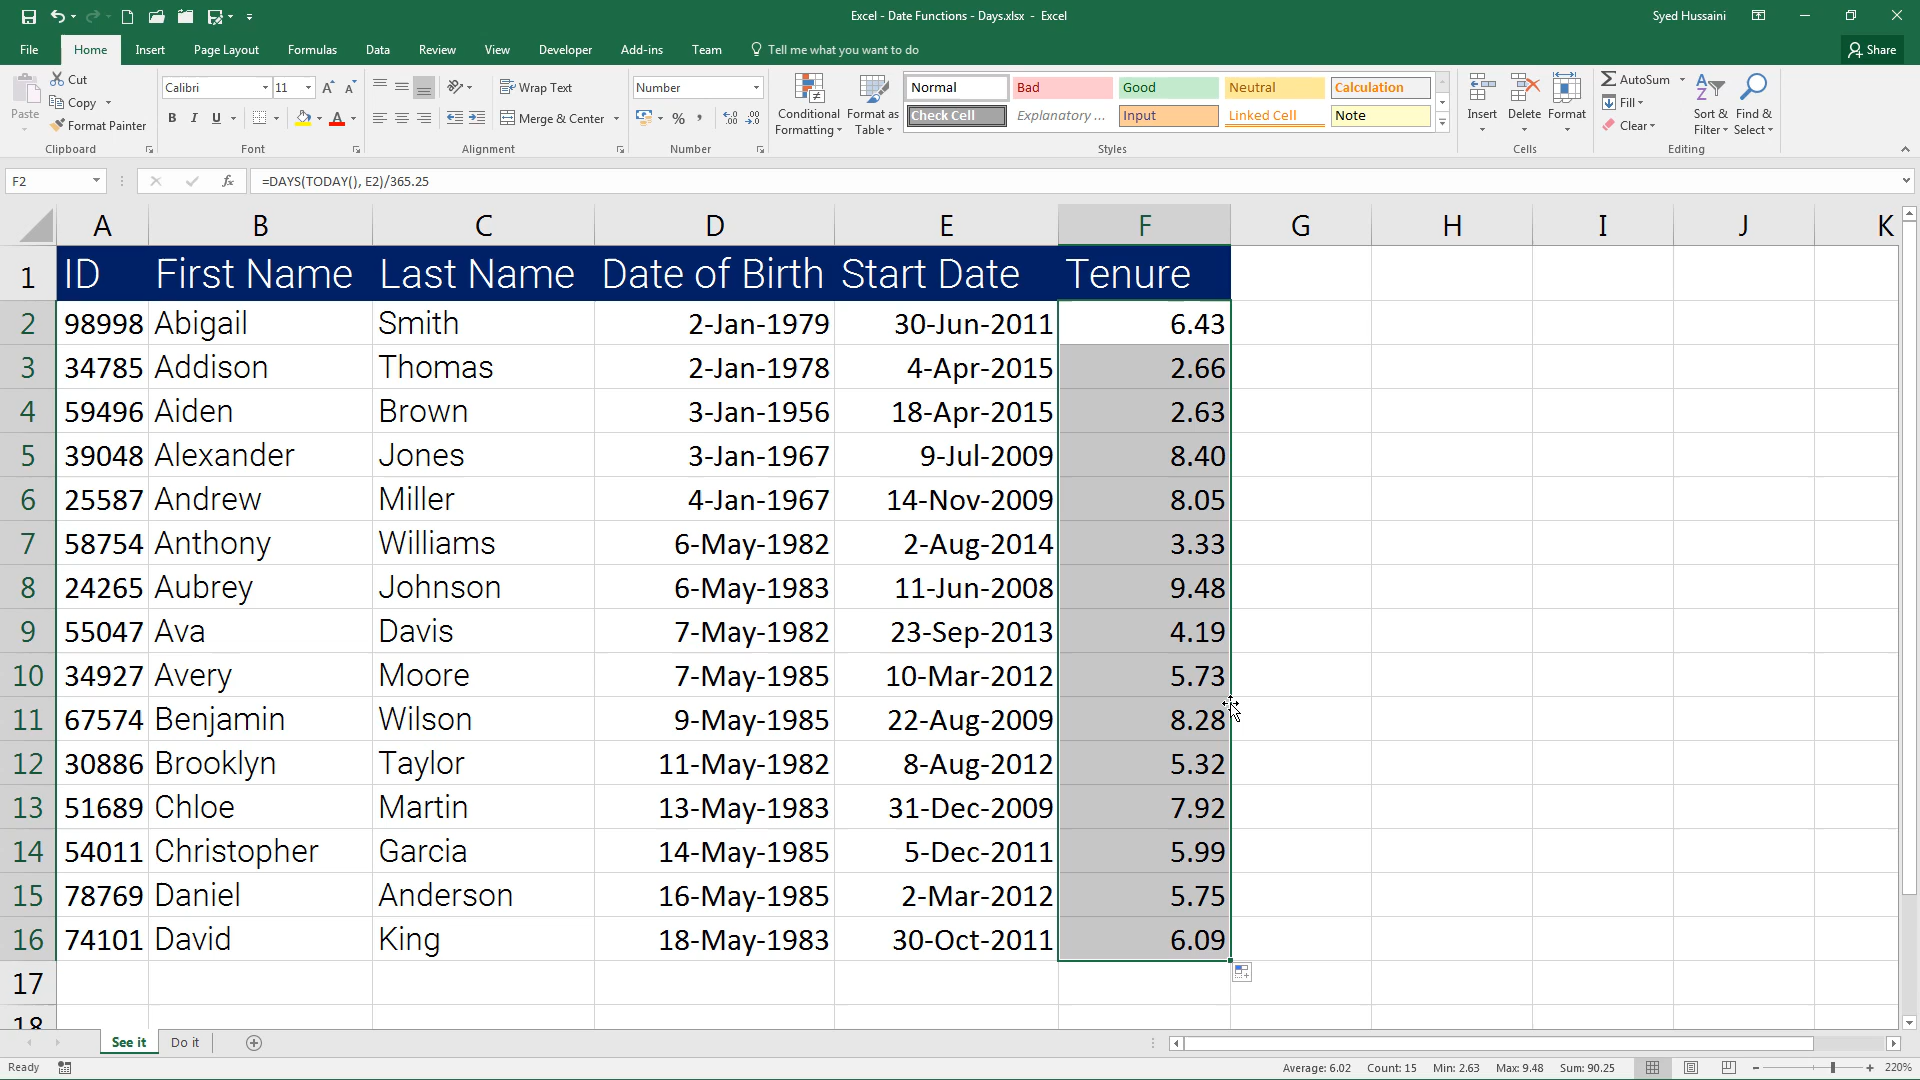 Excel - Date Functions - Days.xlsx - Excel
Syed Hussaini
File Home Insert Page Layout Formulas Data Review View Developer Add-ins Team Tell me what you want to do Share
Paste Cut Copy Format Painter
Calibri 11
B I U A
Wrap Text
Merge & Center
Number
Conditional Formatting
Format as Table
Normal Bad Good Neutral Calculation
Check Cell Explanatory ... Input Linked Cell Note
Insert Delete Format
AutoSum
Fill
Clear
Sort & Filter
Find & Select
Clipboard Font Alignment Number Styles Cells Editing
F2 fx =DAYS(TODAY(), E2)/365.25
A B C D E F G H I J K
1 ID First Name Last Name Date of Birth Start Date Tenure
2 98998 Abigail Smith 2-Jan-1979 30-Jun-2011 6.43
3 34785 Addison Thomas 2-Jan-1978 4-Apr-2015 2.66
4 59496 Aiden Brown 3-Jan-1956 18-Apr-2015 2.63
5 39048 Alexander Jones 3-Jan-1967 9-Jul-2009 8.40
6 25587 Andrew Miller 4-Jan-1967 14-Nov-2009 8.05
7 58754 Anthony Williams 6-May-1982 2-Aug-2014 3.33
8 24265 Aubrey Johnson 6-May-1983 11-Jun-2008 9.48
9 55047 Ava Davis 7-May-1982 23-Sep-2013 4.19
10 34927 Avery Moore 7-May-1985 10-Mar-2012 5.73
11 67574 Benjamin Wilson 9-May-1985 22-Aug-2009 8.28
12 30886 Brooklyn Taylor 11-May-1982 8-Aug-2012 5.32
13 51689 Chloe Martin 13-May-1983 31-Dec-2009 7.92
14 54011 Christopher Garcia 14-May-1985 5-Dec-2011 5.99
15 78769 Daniel Anderson 16-May-1985 2-Mar-2012 5.75
16 74101 David King 18-May-1983 30-Oct-2011 6.09
17
18
See it Do it
Ready Average: 6.02 Count: 15 Min: 2.63 Max: 9.48 Sum: 90.25 220%